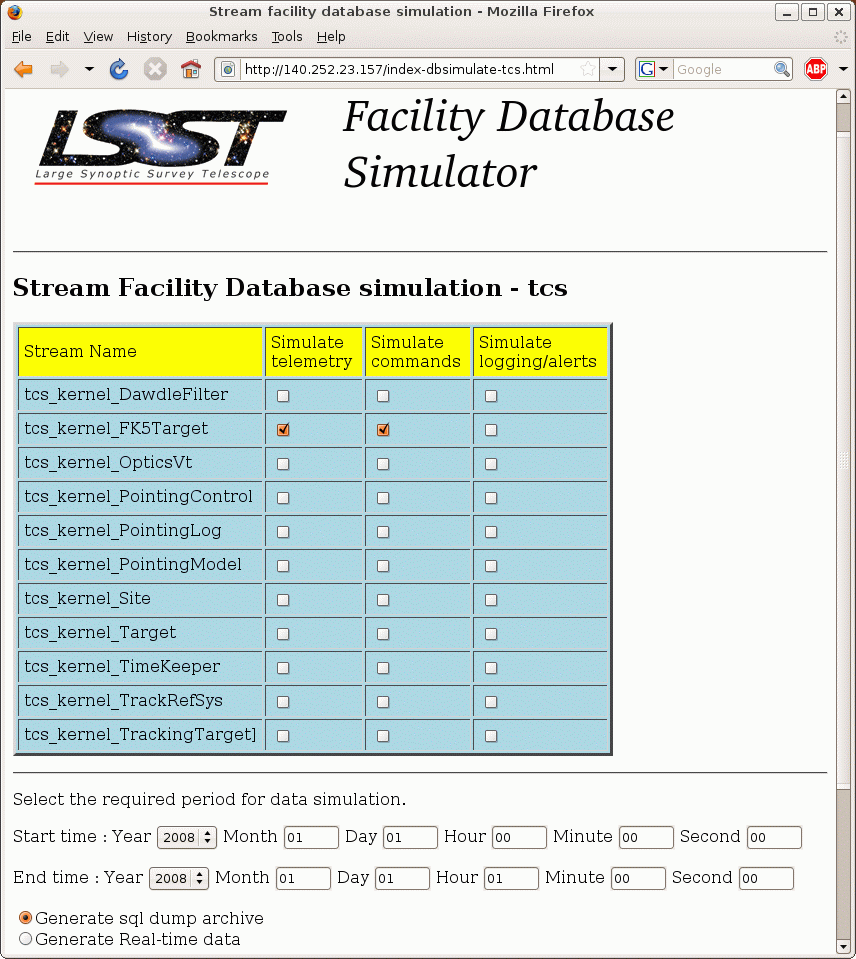 Stream facility database simulation - Mozilla Firefox
File Edit View History Bookmarks Tools Help
http://140.252.23.157/index-dbsimulate-tcs.html
G Google
ABP
LSST
Large Synoptic Survey Telescope
Facility Database
Simulator
Stream Facility Database simulation - tcs
Stream Name
Simulate
telemetry
Simulate
commands
Simulate
logging/alerts
tcs_kernel_DawdleFilter
tcs_kernel_FK5Target
tcs_kernel_OpticsVt
tcs_kernel_PointingControl
tcs_kernel_PointingLog
tcs_kernel_PointingModel
tcs_kernel_Site
tcs_kernel_Target
tcs_kernel_TimeKeeper
tcs_kernel_TrackRefSys
tcs_kernel_TrackingTarget]
Select the required period for data simulation.
Start time : Year 2008 Month 01 Day 01 Hour 00 Minute 00 Second 00
End time : Year 2008 Month 01 Day 01 Hour 01 Minute 00 Second 00
Generate sql dump archive
Generate Real-time data